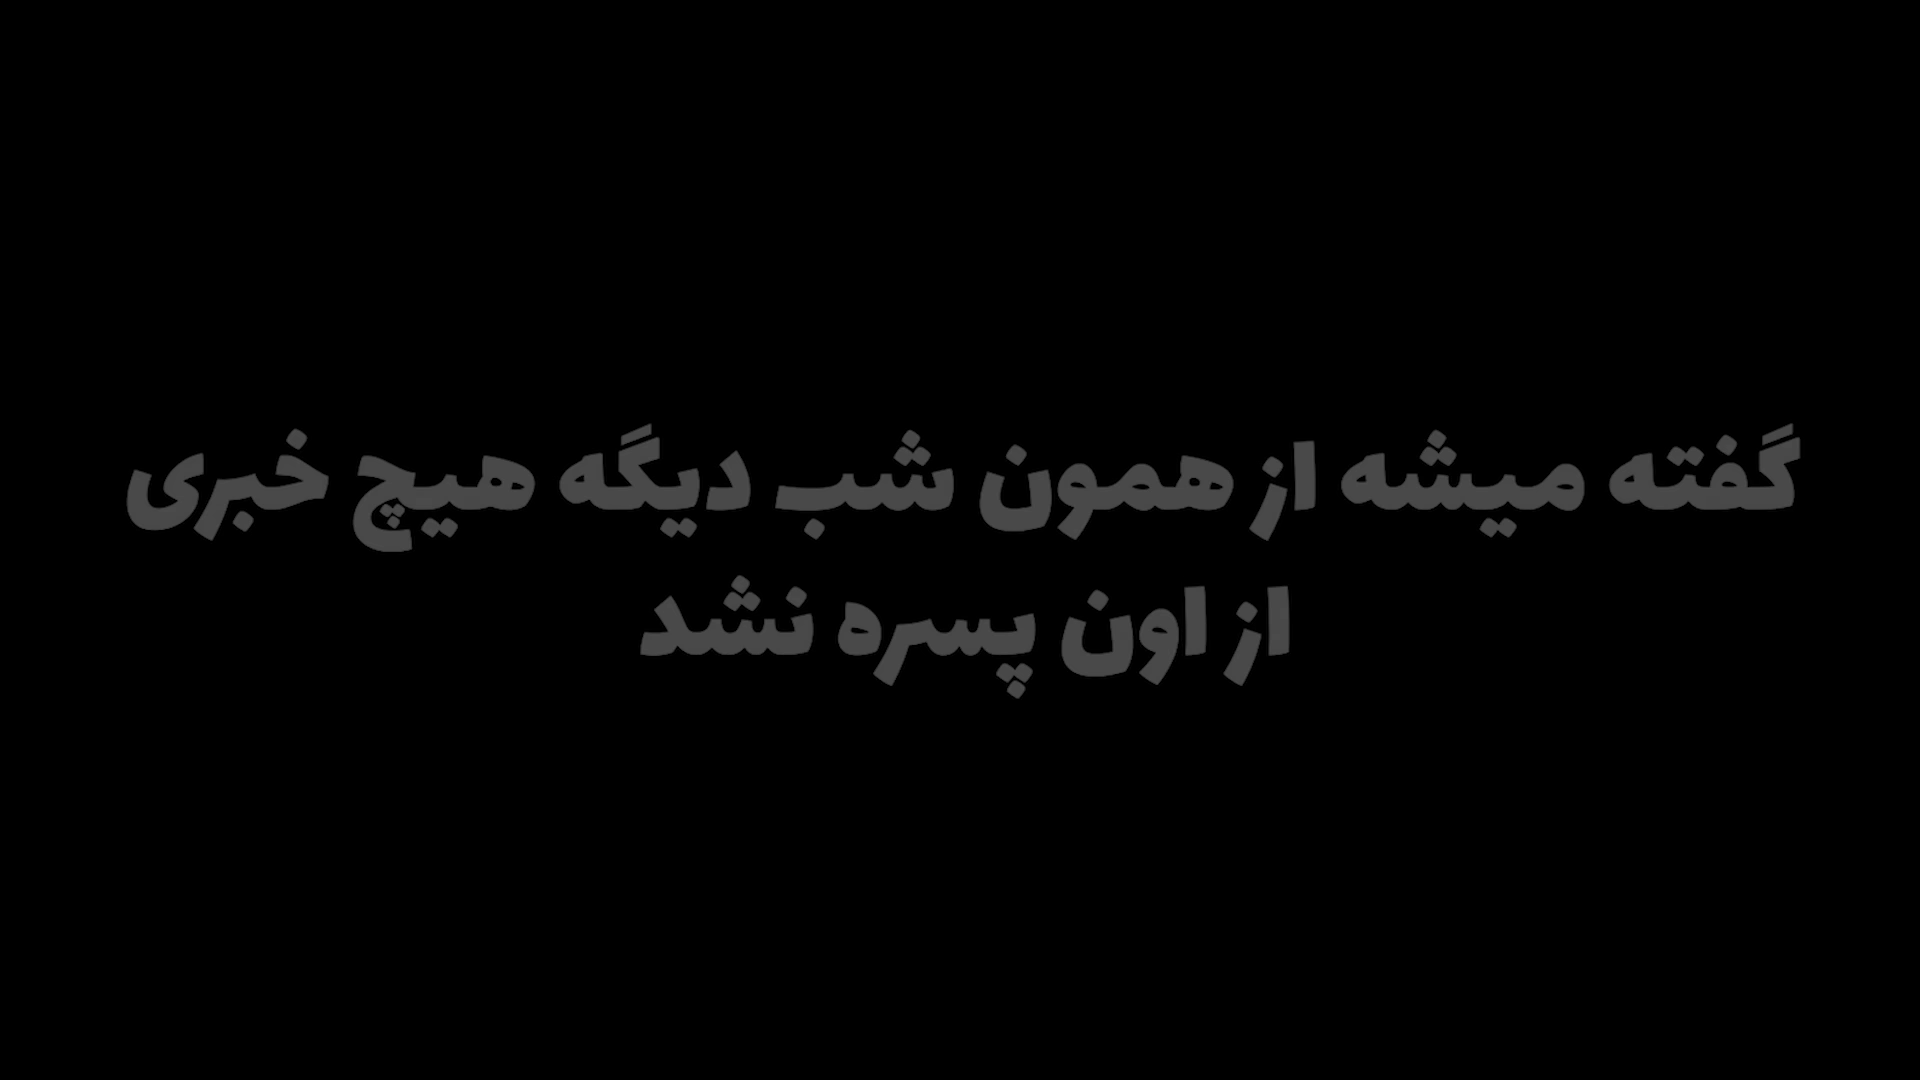 گفته میشه از همون شب دیگه هیچ خبری
از اون پسره نشد